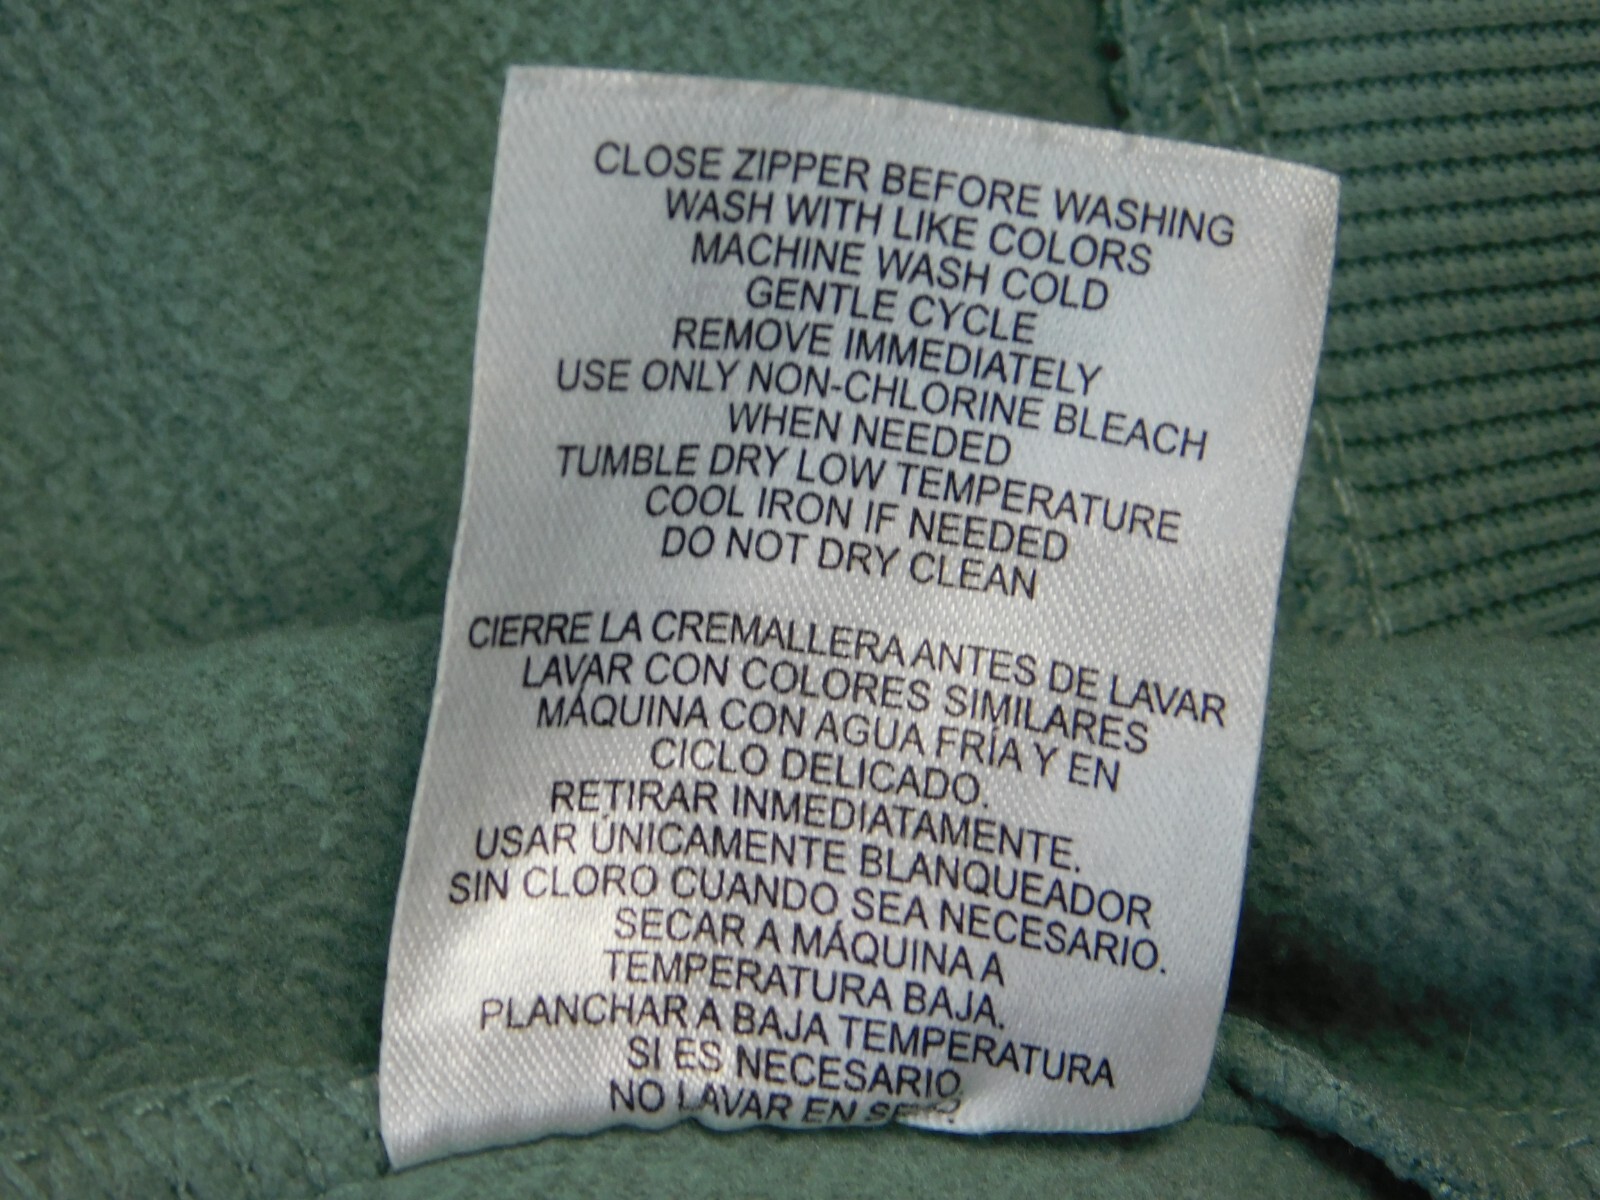 CLOSE ZIPPER BEFORE WASHING
WASH WITH LIKE COLORS
MACHINE WASH COLD
GENTLE CYCLE
REMOVE IMMEDIATELY
USE ONLY NON-CHLORINE BLEACH
WHEN NEEDED
TUMBLE DRY LOW TEMPERATURE
COOL IRON IF NEEDED
DO NOT DRY CLEAN
CIERRE LA CREMALLERA ANTES DE LAVAR
LAVAR CON COLORES SIMILARES
MÁQUINA CON AGUA FRÍA Y EN
CICLO DELICADO.
RETIRAR INMEDIATAMENTE.
USAR ÚNICAMENTE BLANQUEADOR
SIN CLORO CUANDO SEA NECESARIO.
SECAR A MÁQUINA A
TEMPERATURA BAJA.
PLANCHAR A BAJA TEMPERATURA
SI ES NECESARIO.
NO LAVAR EN